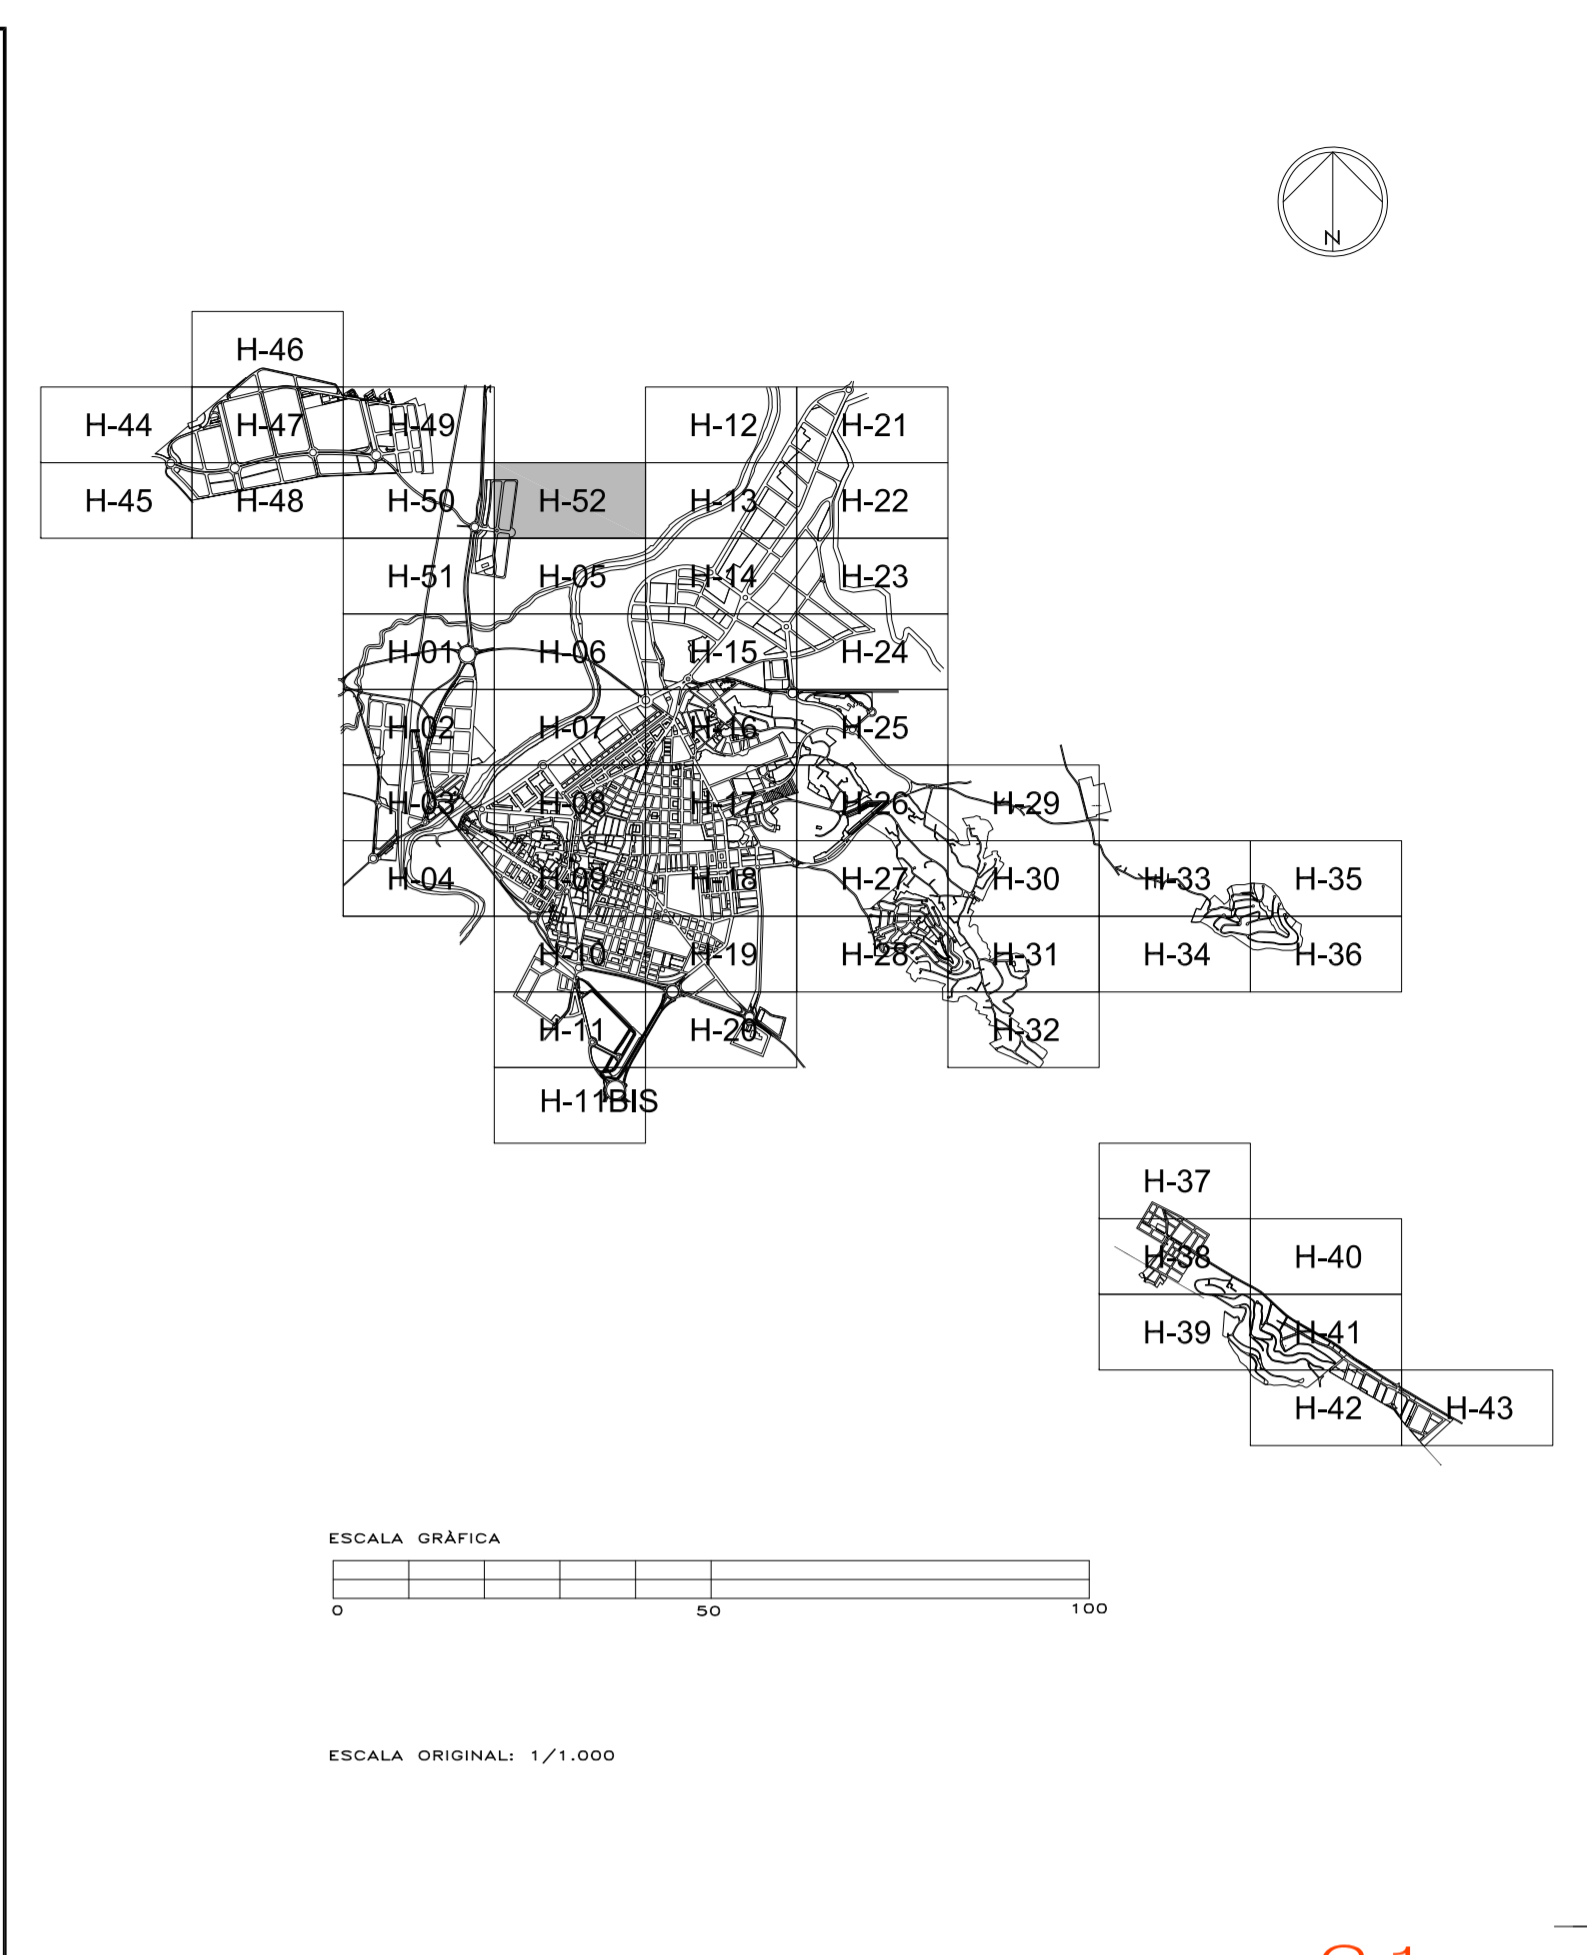 N
H-46
H-44 H-47 H-49 H-12 H-21
H-45 H-48 H-50 H-52 H-13 H-22
H-51 H-05 H-14 H-23
H-01 H-06 H-15 H-24
H-02 H-07 H-16 H-25
H-03 H-08 H-17 H-26 H-29
H-04 H-09 H-18 H-27 H-30 H-33 H-35
H-10 H-19 H-28 H-31 H-34 H-36
H-11 H-20 H-32
H-11BIS
H-37
H-38 H-40
H-39 H-41
H-42 H-43
ESCALA GRÀFICA
0 50 100
ESCALA ORIGINAL: 1/1.000